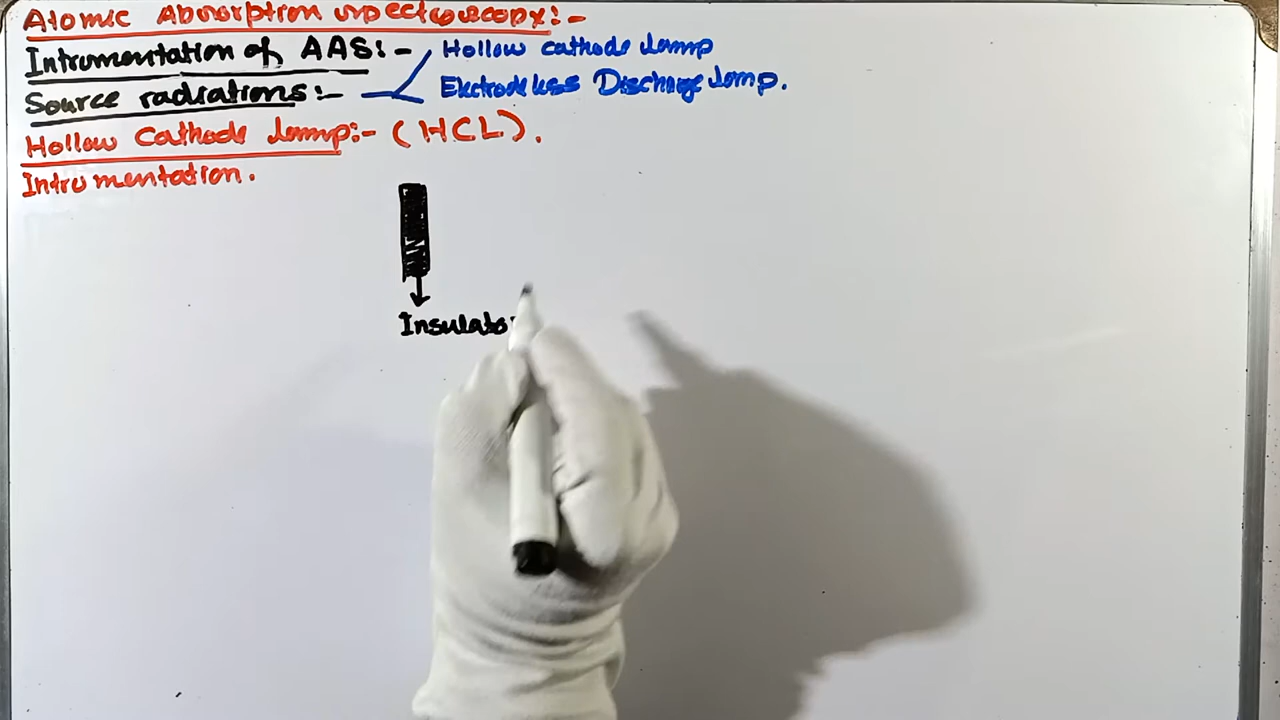 Atomic Absorption spectroscopy:-
Intrumentation of AAS:- Hollow cathode lamp
Source radiations:- Electrodeless Discharge lamp.
Hollow Cathode lamp:- (HCL).
Intrumentation.
Insulator